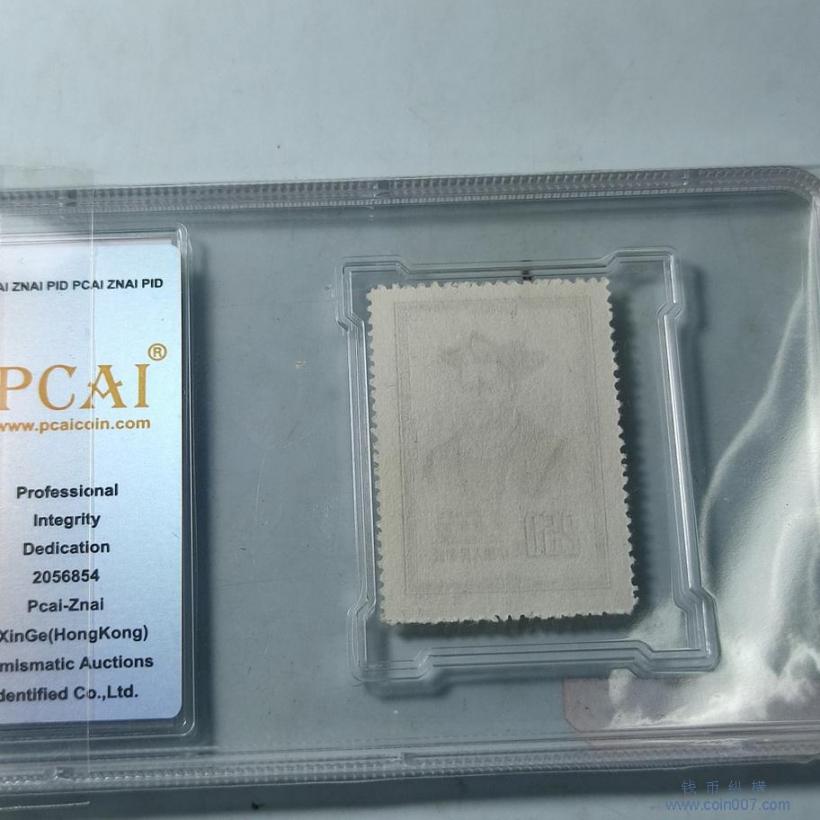 AI ZNAI PID PCAI ZNAI PID
PCAI®
www.pcaicoin.com
Professional
Integrity
Dedication
2056854
Pcai-Znai
XinGe(HongKong)
mismatic Auctions
dentified Co.,Ltd.
钱币纵横
www.coin007.com